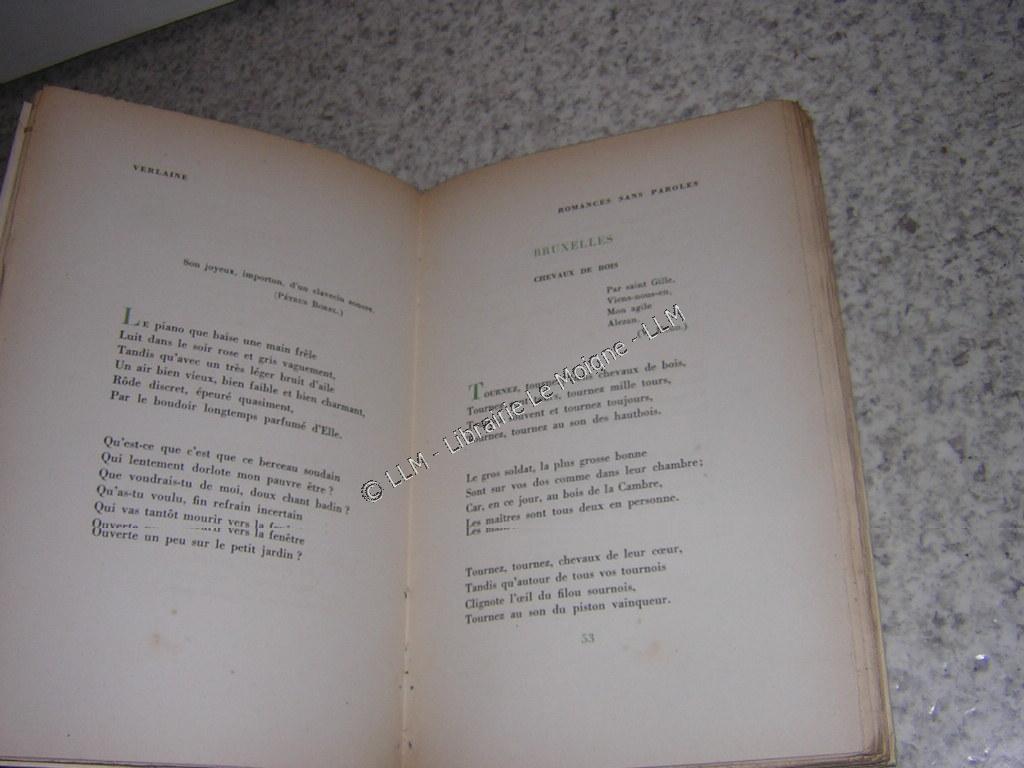 VERLAINE
Son joyeux, importun, d'un clavecin sonore.
(PÉTRUS BOREL.)
LE piano que baise une main frêle
Luit dans le soir rose et gris vaguement,
Tandis qu'avec un très léger bruit d'aile
Un air bien vieux, bien faible et bien charmant,
Rôde discret, épeuré quasiment,
Par le boudoir longtemps parfumé d'Elle.
Qu'est-ce que c'est que ce berceau soudain
Qui lentement dorlote mon pauvre être ?
Que voudrais-tu de moi, doux chant badin ?
Qu'as-tu voulu, fin refrain incertain
Qui vas tantôt mourir vers la
Ouverte vers la fenêtre
Ouverte un peu sur le petit jardin ?
ROMANCES SANS PAROLES
BRUXELLES
CHEVAUX DE BOIS
Par saint Gille,
Viens-nous-en,
Mon agile
Alezan.
TOURNEZ, chevaux de bois,
Tournez tours, tournez mille tours,
souvent et tournez toujours,
Tournez, tournez au son des hautbois.
Le gros soldat, la plus grosse bonne
Sont sur vos dos comme dans leur chambre ;
Car, en ce jour, au bois de la Cambre,
Les maîtres sont tous deux en personne.
Les
Tournez, tournez, chevaux de leur cœur,
Tandis qu'autour de tous vos tournois
Clignote l'œil du filou sournois,
Tournez au son du piston vainqueur.
53
© LLM - Librairie Le Moigne - LLM